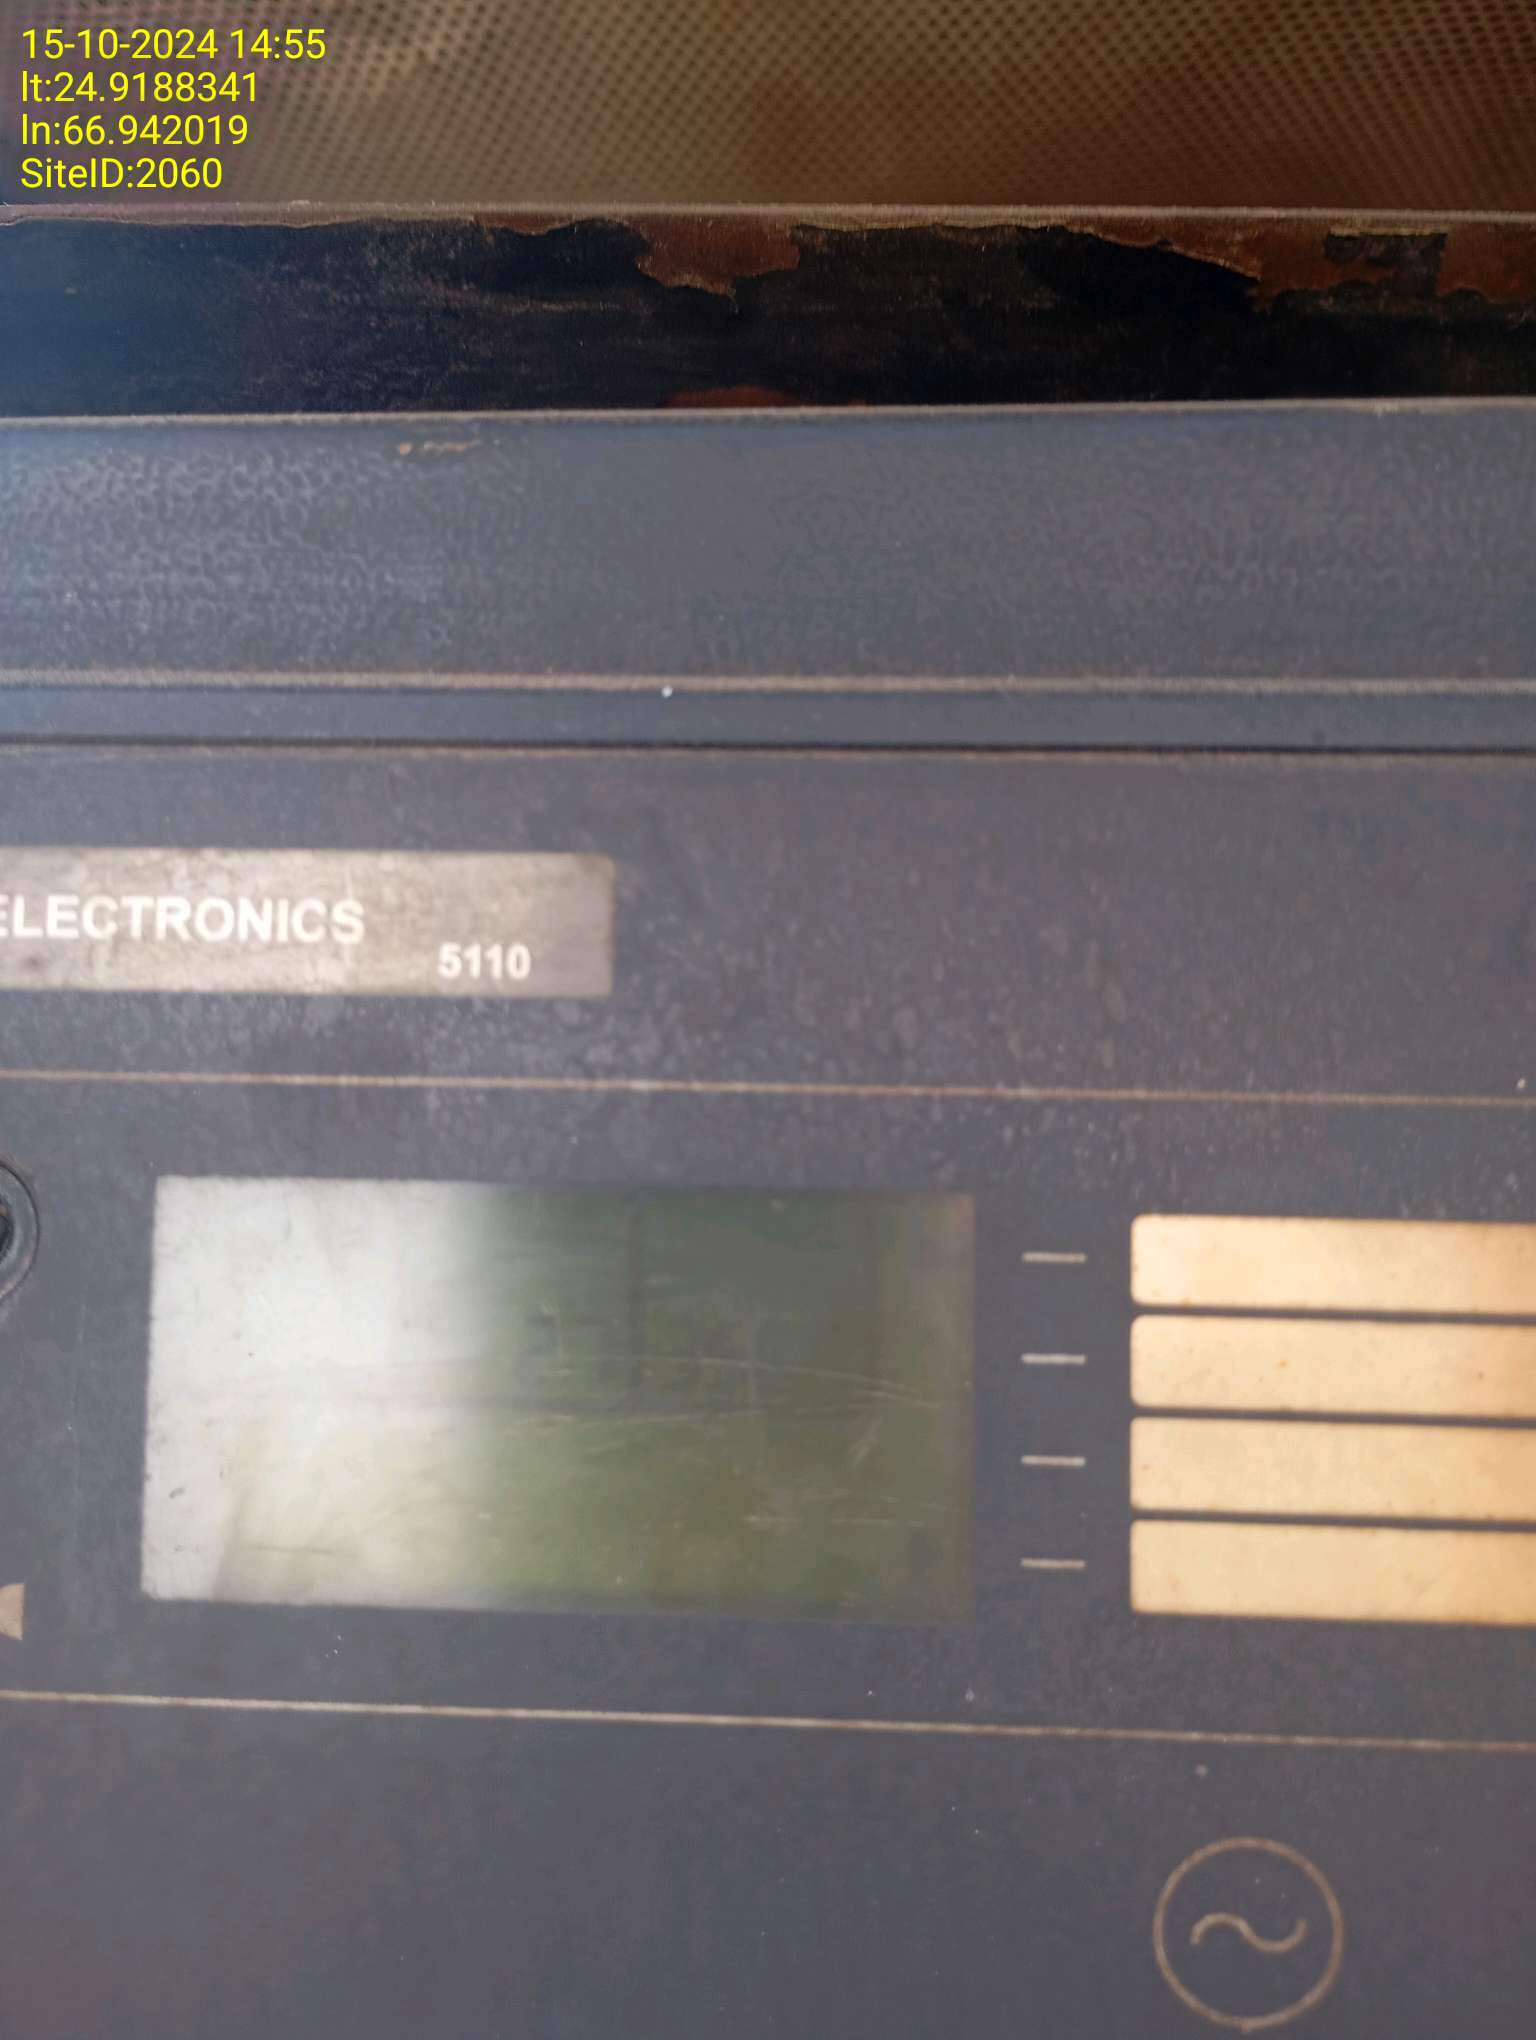 15-10-2024 14:55
lt:24.9188341
ln:66.942019
SiteID:2060
ELECTRONICS
5110